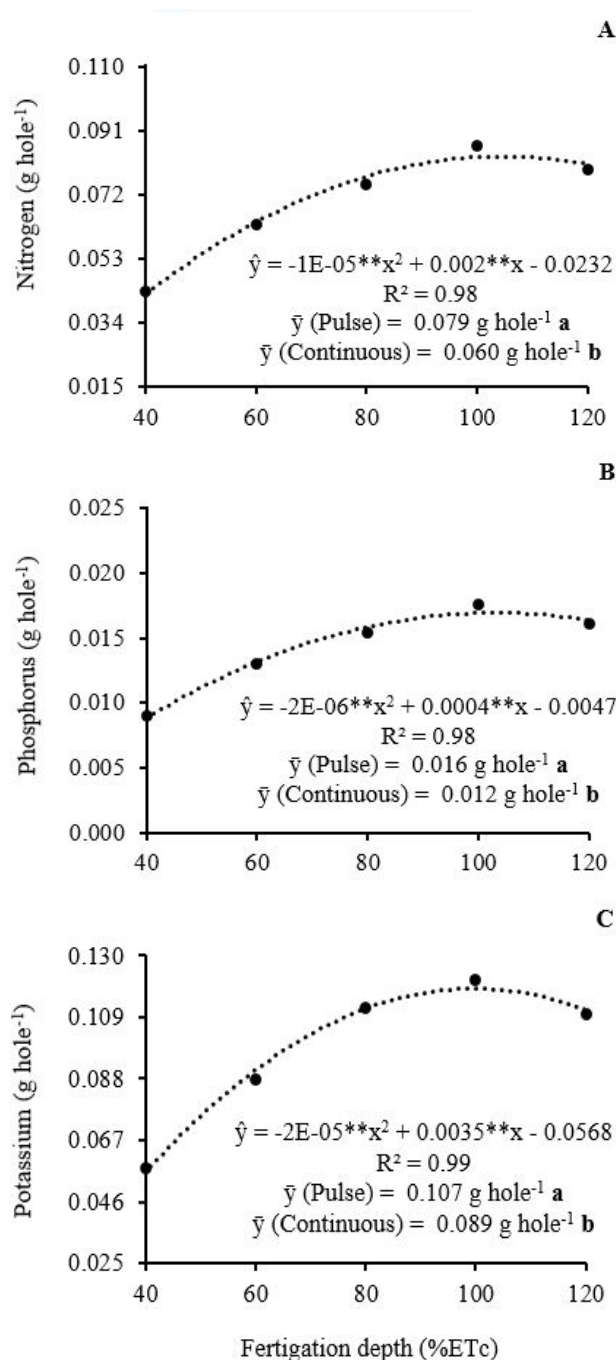 A
Nitrogen (g hole⁻¹)
0.110
0.091
0.072
0.053
0.034
0.015
ŷ = -1E-05**x² + 0.002**x - 0.0232
R² = 0.98
ȳ (Pulse) = 0.079 g hole⁻¹ a
ȳ (Continuous) = 0.060 g hole⁻¹ b
40 60 80 100 120
B
Phosphorus (g hole⁻¹)
0.025
0.020
0.015
0.010
0.005
0.000
ŷ = -2E-06**x² + 0.0004**x - 0.0047
R² = 0.98
ȳ (Pulse) = 0.016 g hole⁻¹ a
ȳ (Continuous) = 0.012 g hole⁻¹ b
40 60 80 100 120
C
Potassium (g hole⁻¹)
0.130
0.109
0.088
0.067
0.046
0.025
ŷ = -2E-05**x² + 0.0035**x - 0.0568
R² = 0.99
ȳ (Pulse) = 0.107 g hole⁻¹ a
ȳ (Continuous) = 0.089 g hole⁻¹ b
40 60 80 100 120
Fertigation depth (%ETc)